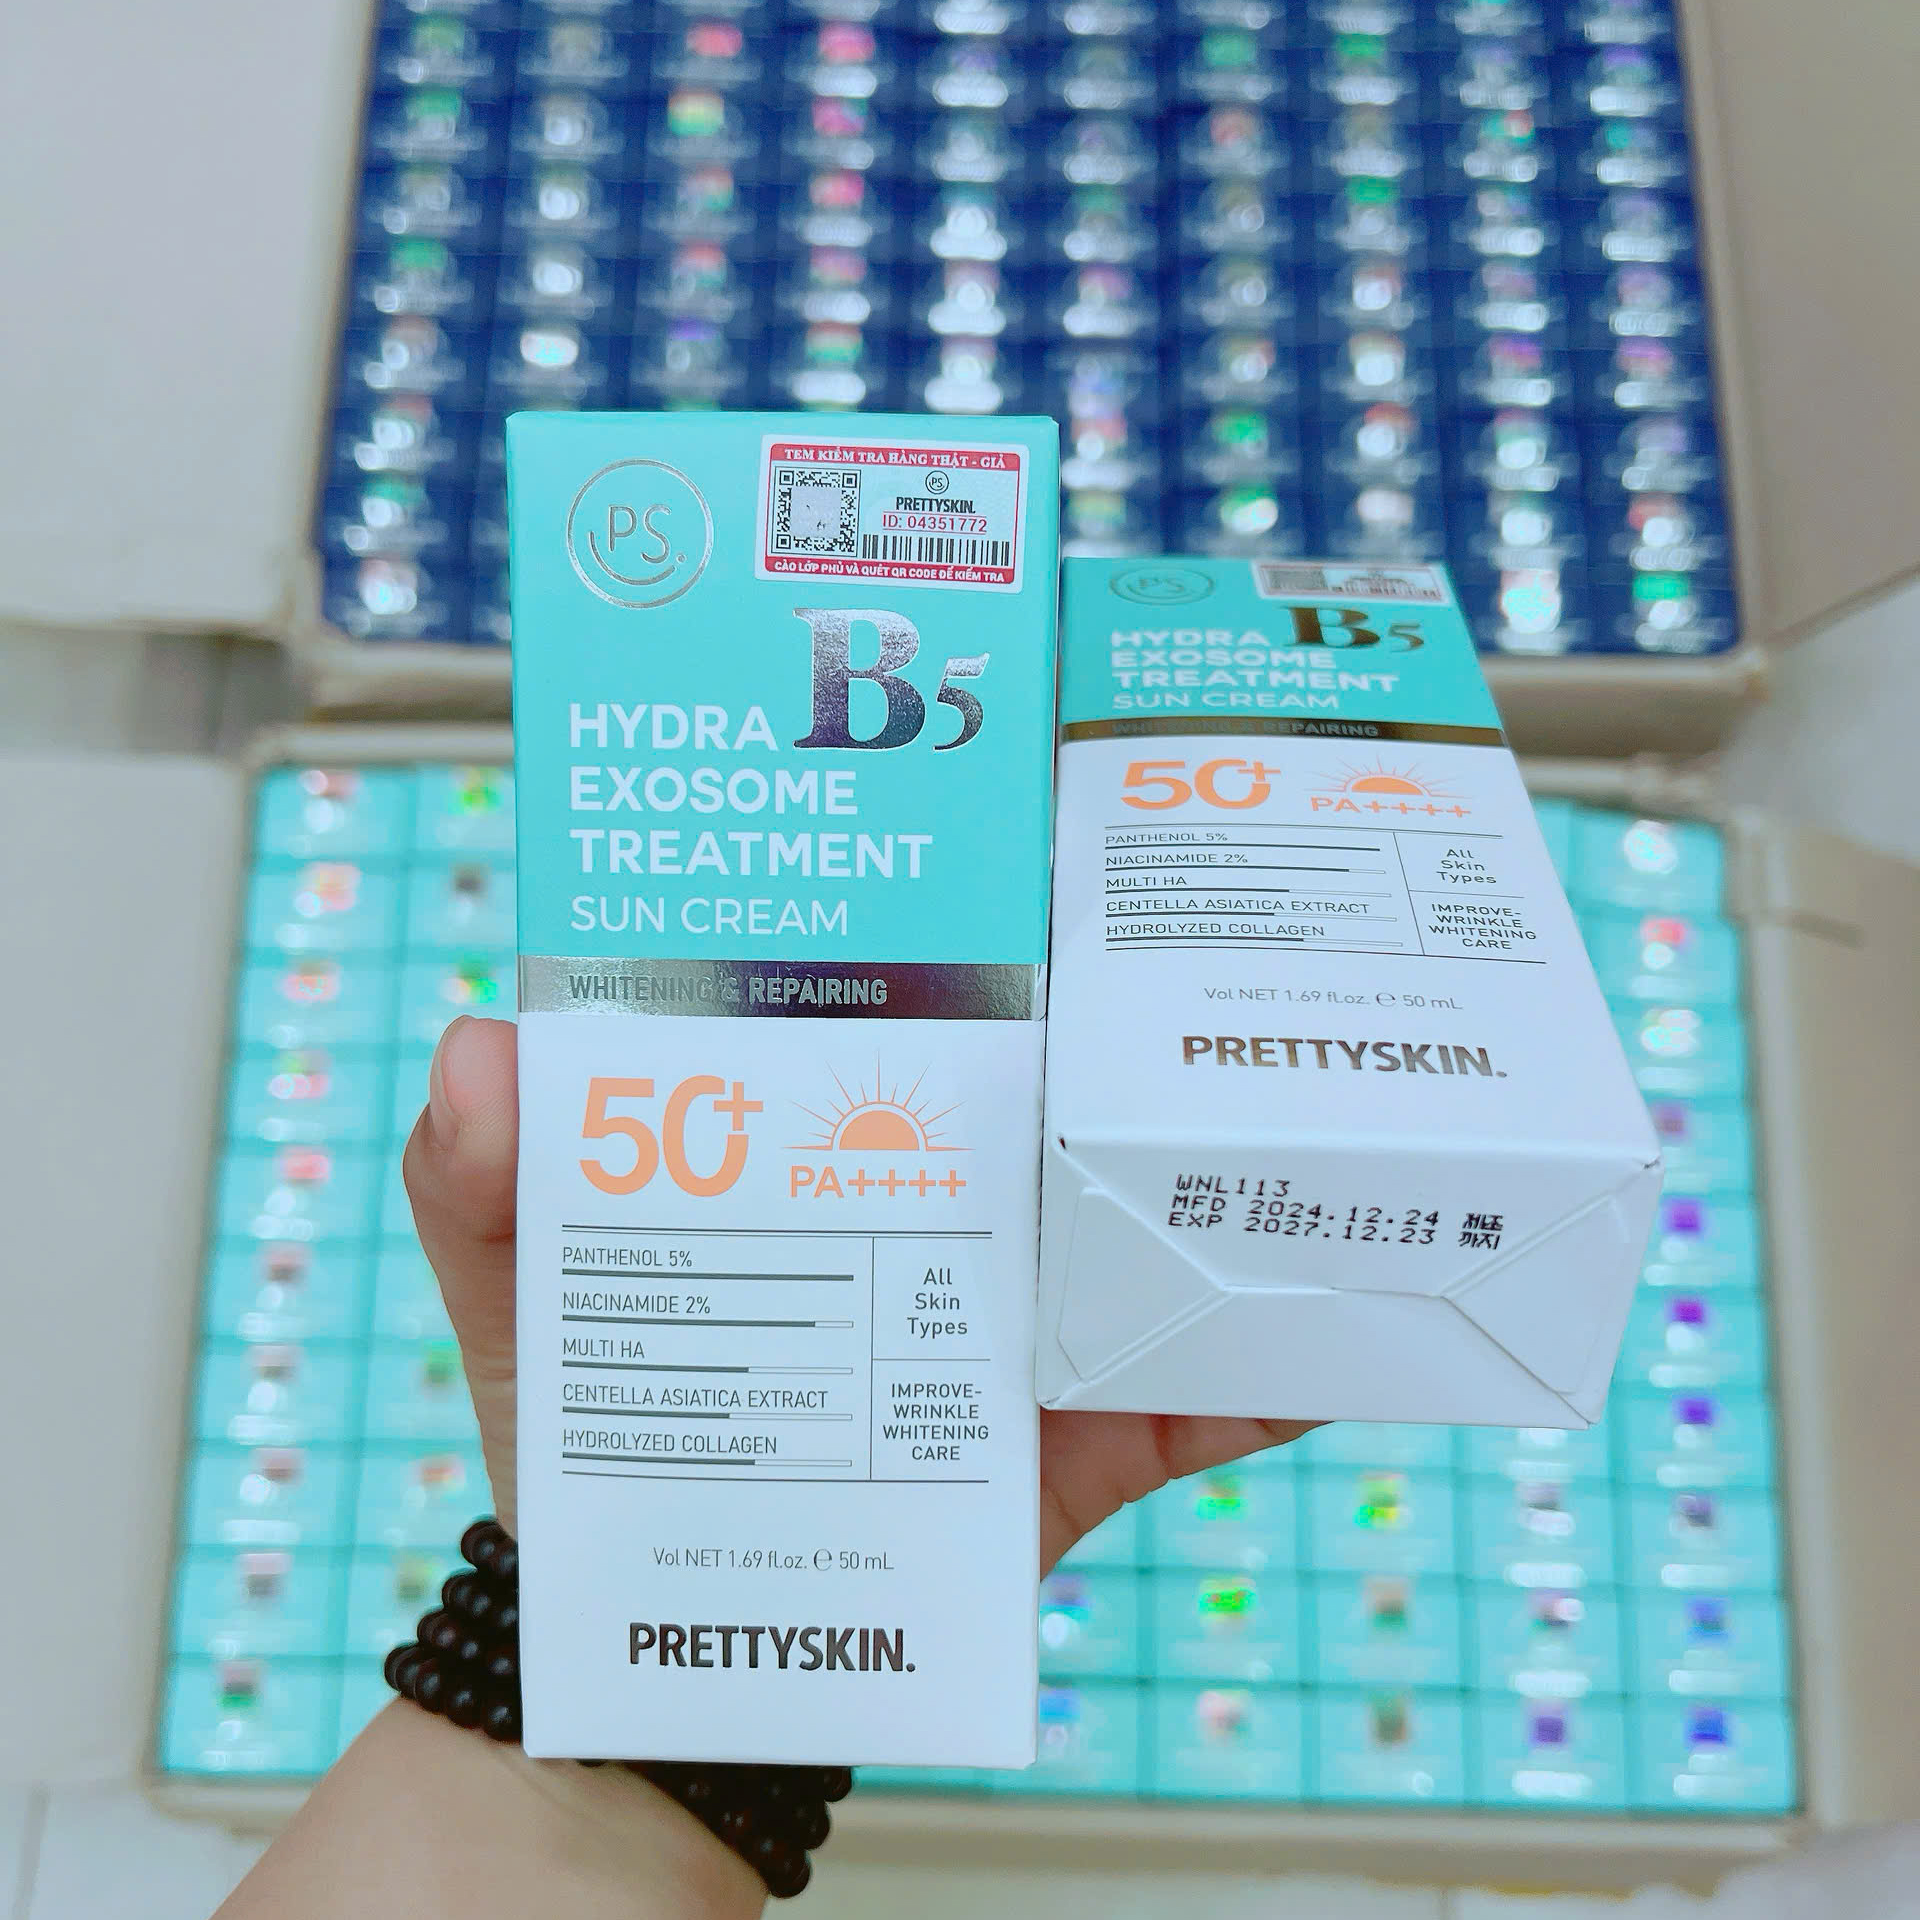 PS.
TEM KIỂM TRA HÀNG THẬT - GIẢ
PS.
PRETTYSKIN.
ID: 04351772
CÀO LỚP PHỦ VÀ QUÉT QR CODE ĐỂ KIỂM TRA
B5
HYDRA
EXOSOME
TREATMENT
SUN CREAM
WHITENING & REPAIRING
50+
PA++++
PANTHENOL 5%
NIACINAMIDE 2%
MULTI HA
CENTELLA ASIATICA EXTRACT
HYDROLYZED COLLAGEN
All
Skin
Types
IMPROVE-
WRINKLE
WHITENING
CARE
Vol NET 1.69 fl.oz. ℮ 50 mL
PRETTYSKIN.
PS.
B5
HYDRA
EXOSOME
TREATMENT
SUN CREAM
WHITENING & REPAIRING
50+
PA++++
PANTHENOL 5%
NIACINAMIDE 2%
MULTI HA
CENTELLA ASIATICA EXTRACT
HYDROLYZED COLLAGEN
All
Skin
Types
IMPROVE-
WRINKLE
WHITENING
CARE
Vol NET 1.69 fl.oz. ℮ 50 mL
PRETTYSKIN.
WNL113
MFD 2024.12.24 제조
EXP 2027.12.23 까지